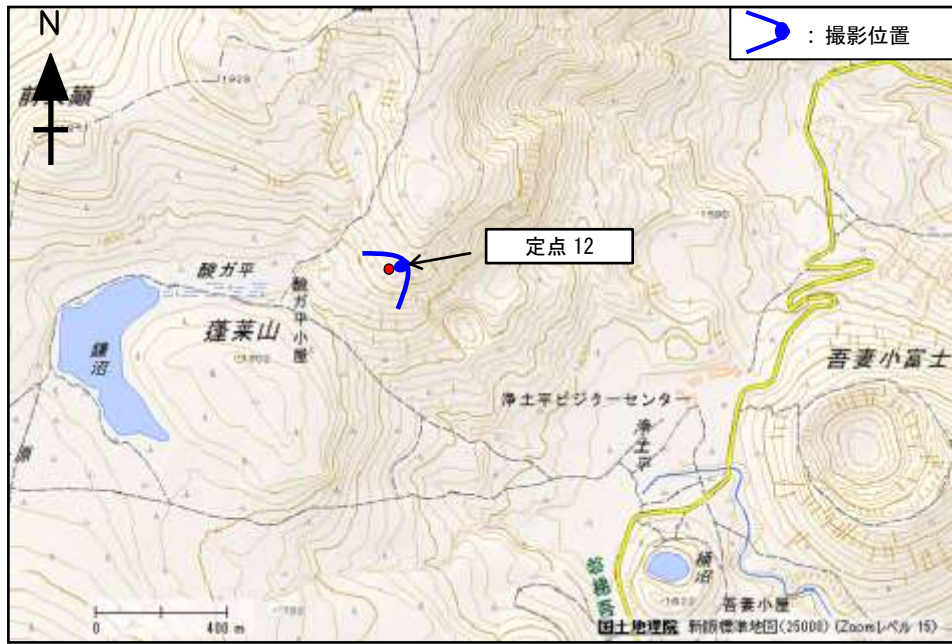 N
：撮影位置
1928
定点 12
酸ガ平
酸ガ平小屋
蓬莱山
鎌沼
吾妻小富士
浄土平ビジターセンター
浄土平
桶沼
吾妻小屋
0
400 m
国土地理院 新版標準地図(25000) (Zoomレベル 15)